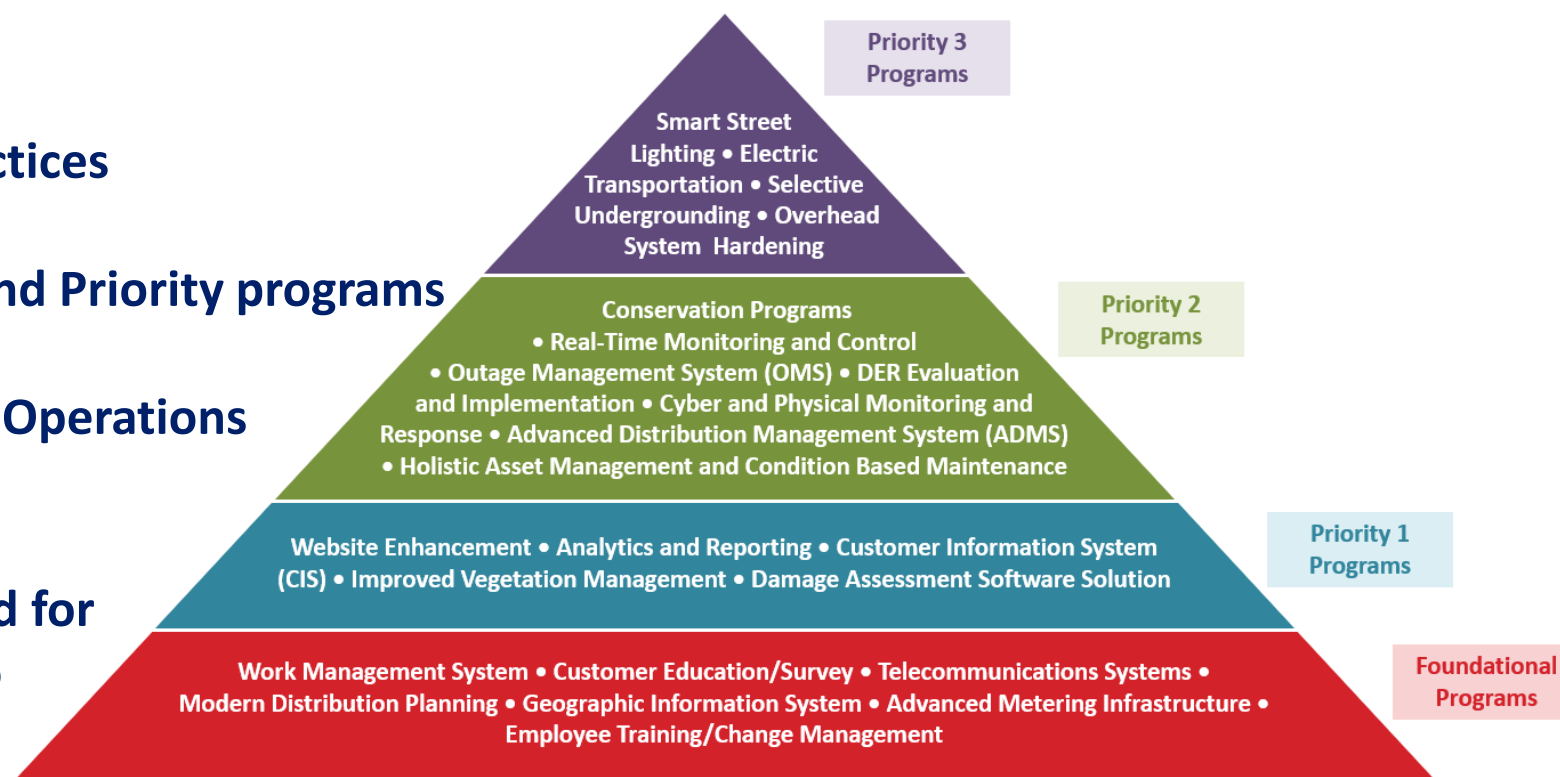 ctices
nd Priority programs
Operations
d for
Priority 3
Programs
Smart Street
Lighting • Electric
Transportation • Selective
Undergrounding • Overhead
System Hardening
Priority 2
Programs
Conservation Programs
• Real-Time Monitoring and Control
• Outage Management System (OMS) • DER Evaluation
and Implementation • Cyber and Physical Monitoring and
Response • Advanced Distribution Management System (ADMS)
• Holistic Asset Management and Condition Based Maintenance
Priority 1
Programs
Website Enhancement • Analytics and Reporting • Customer Information System
(CIS) • Improved Vegetation Management • Damage Assessment Software Solution
Foundational
Programs
Work Management System • Customer Education/Survey • Telecommunications Systems •
Modern Distribution Planning • Geographic Information System • Advanced Metering Infrastructure •
Employee Training/Change Management